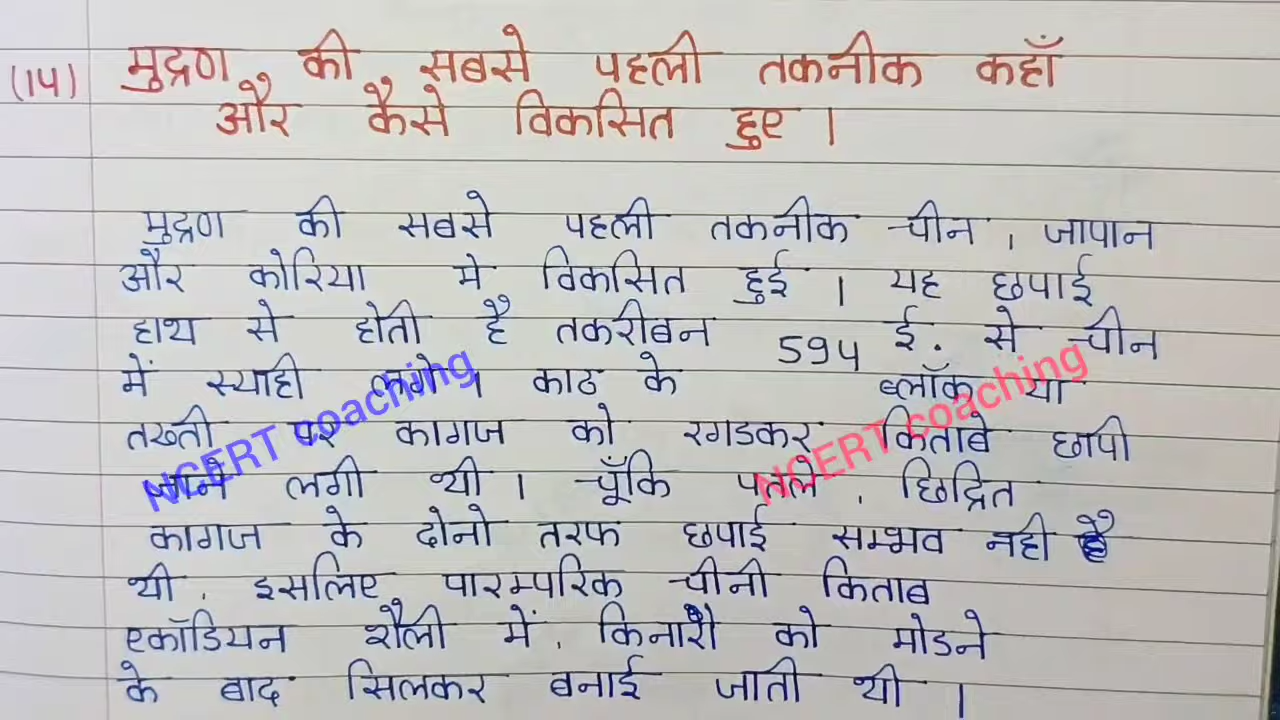 (14) मुद्रण की सबसे पहली तकनीक कहाँ
और कैसे विकसित हुए ।
मुद्रण की सबसे पहली तकनीक चीन, जापान
और कोरिया मे विकसित हुई । यह छपाई
हाथ से होती है तकरीबन 594 ई. से चीन
में स्याही लगी काठ के ब्लॉक या
तख्ती पर कागज को रगडकर किताबे छापी
जाने लगी थी । चूँकि पतले, छिद्रित
कागज के दोनो तरफ छपाई सम्भव नही
थी, इसलिए पारम्परिक चीनी किताब
एकॉडियन शैली में, किनारो को मोडने
के बाद सिलकर बनाई जाती थी ।
NCERT coaching
NCERT coaching